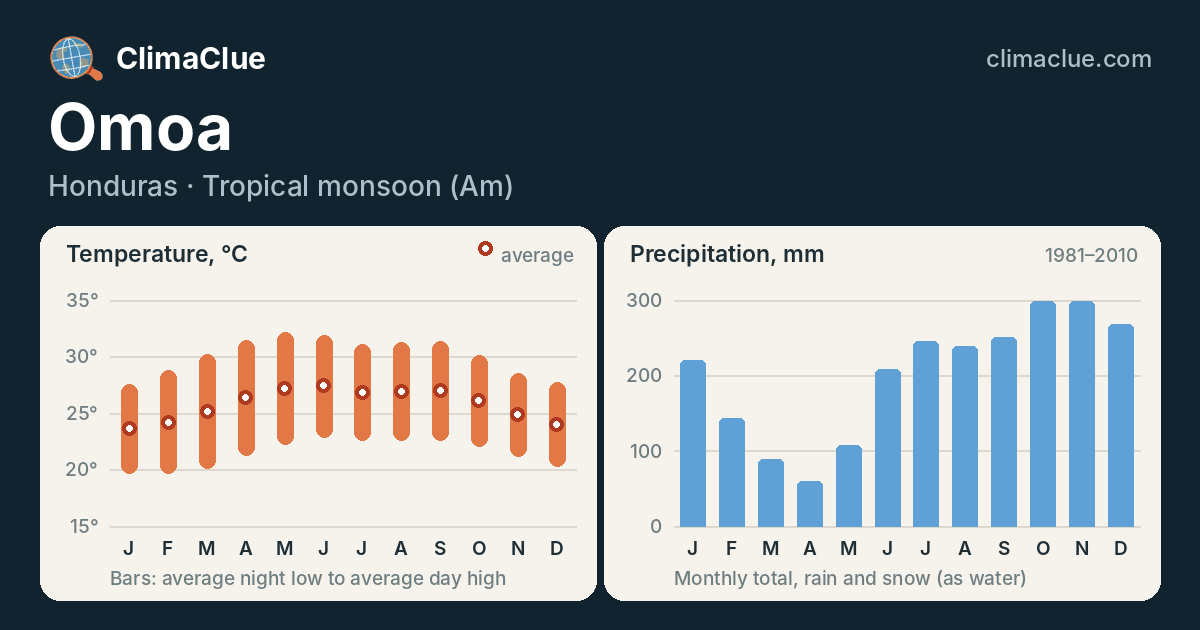 ClimaClue
climaclue.com
Omoa
Honduras · Tropical monsoon (Am)
Temperature, °C
average
35°
30°
25°
20°
15°
J F M A M J J A S O N D
Bars: average night low to average day high
Precipitation, mm
1981–2010
300
200
100
0
J F M A M J J A S O N D
Monthly total, rain and snow (as water)